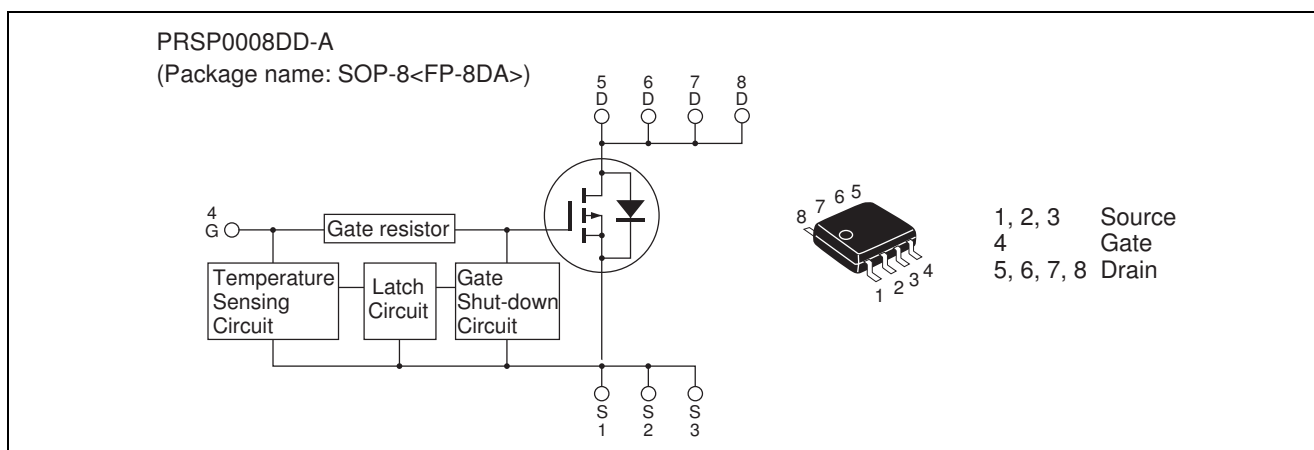 PRSP0008DD-A
(Package name: SOP-8<FP-8DA>)
5 6 7 8
D D D D
4
G
Gate resistor
Temperature
Sensing
Circuit
Latch
Circuit
Gate
Shut-down
Circuit
S S S
1 2 3
8 7 6 5
1 2 3 4
1, 2, 3 Source
4 Gate
5, 6, 7, 8 Drain